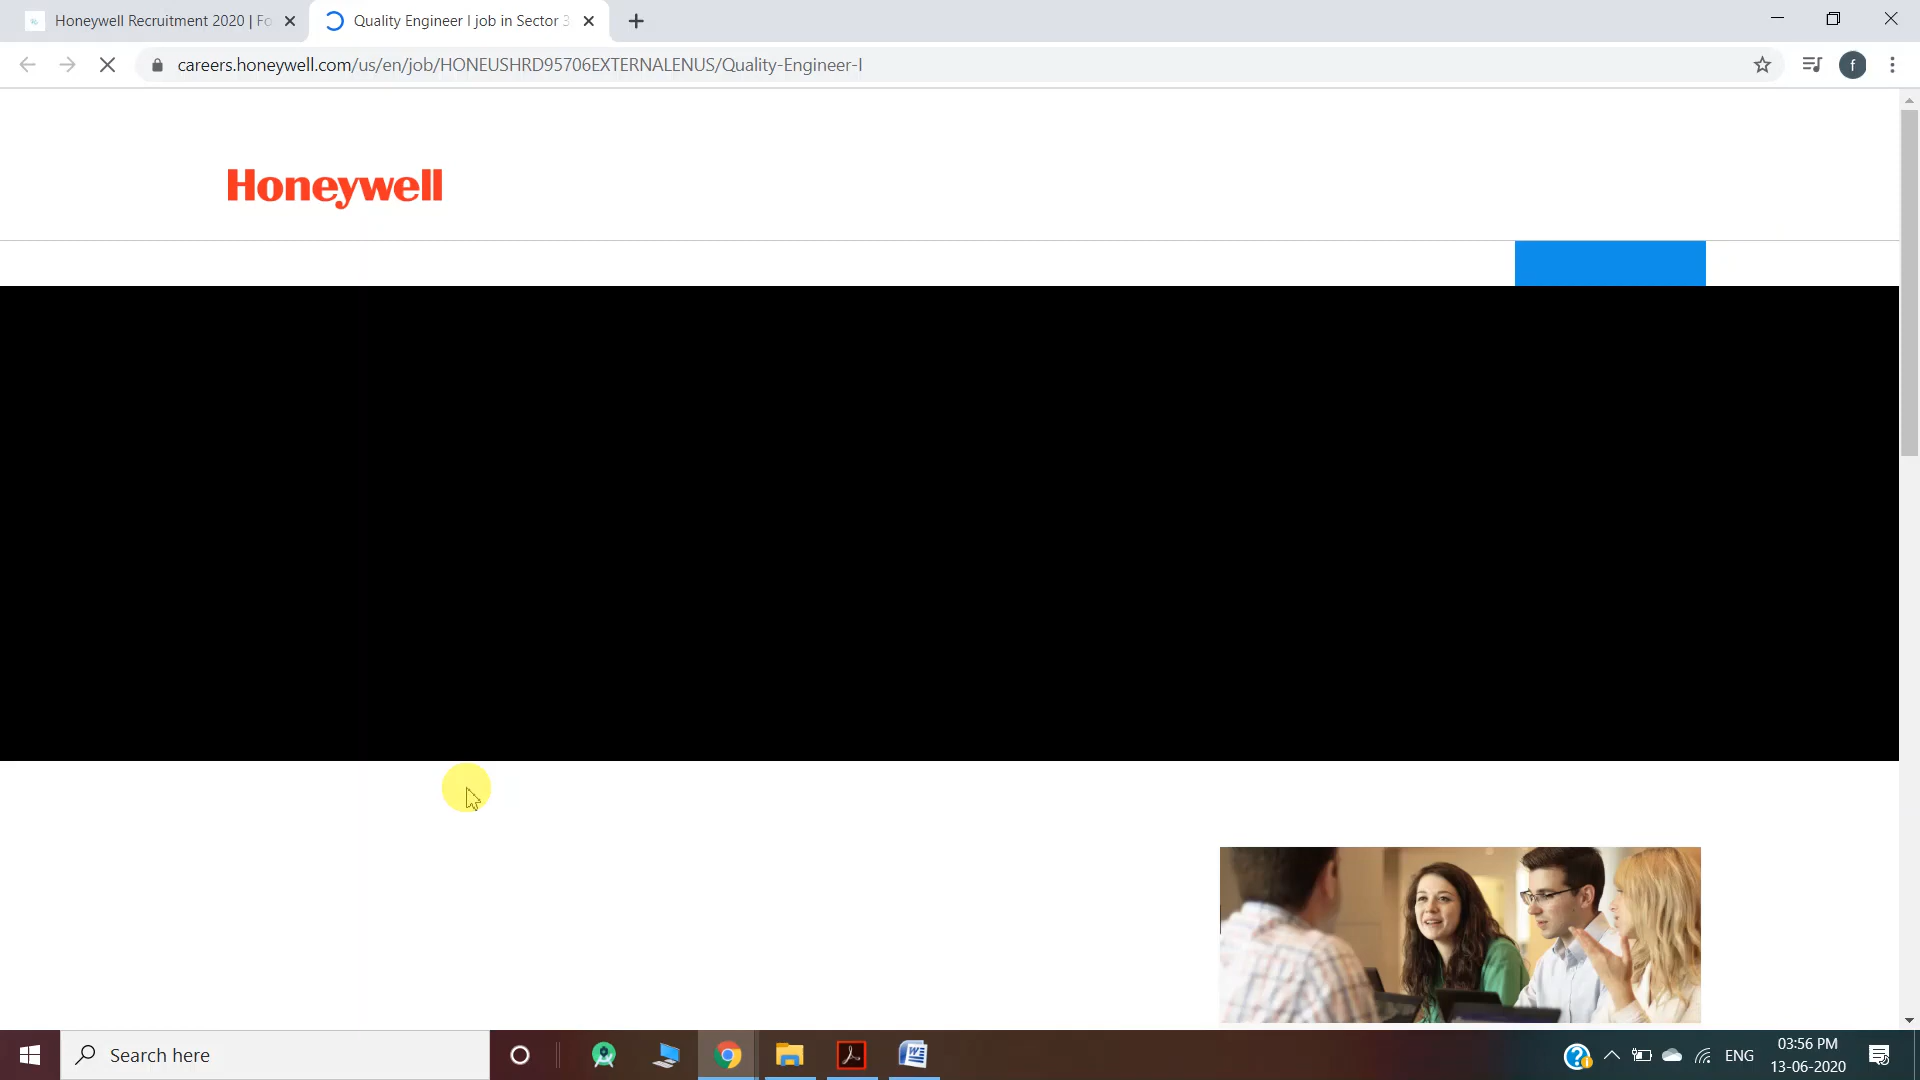 Honeywell Recruitment 2020 | Fo
Quality Engineer I job in Sector 3
careers.honeywell.com/us/en/job/HONEUSHRD95706EXTERNALENUS/Quality-Engineer-I
f
Honeywell
Search here
ENG
03:56 PM
13-06-2020